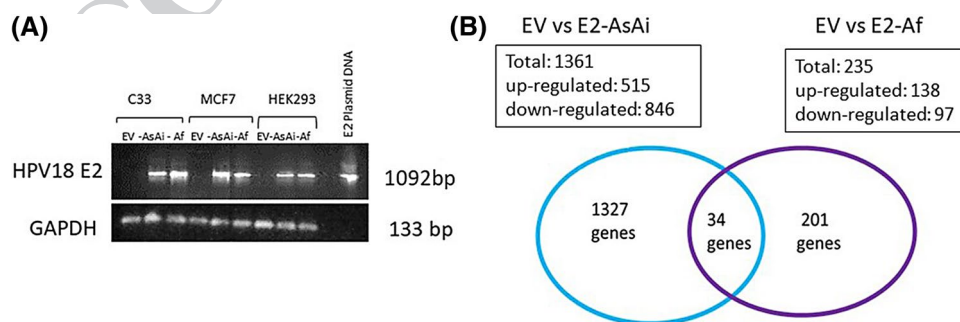 (A)
C33 MCF7 HEK293
EV -AsAi - Af EV -AsAi-Af EV-AsAi-Af
E2 Plasmid DNA
HPV18 E2
1092bp
GAPDH
133 bp
(B)
EV vs E2-AsAi
Total: 1361
up-regulated: 515
down-regulated: 846
EV vs E2-Af
Total: 235
up-regulated: 138
down-regulated: 97
1327
genes
34
genes
201
genes